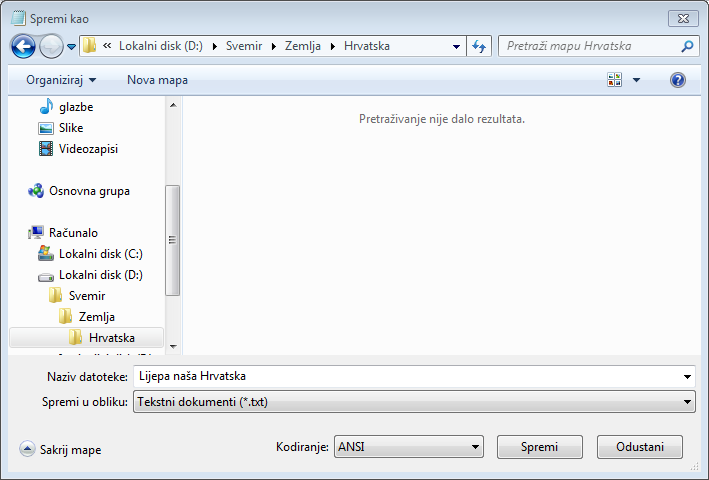 Spremi kao
« Lokalni disk (D:) Svemir Zemlja Hrvatska
Pretraži mapu Hrvatska
Organiziraj Nova mapa
glazbe
Slike
Videozapisi
Osnovna grupa
Računalo
Lokalni disk (C:)
Lokalni disk (D:)
Svemir
Zemlja
Hrvatska
Pretraživanje nije dalo rezultata.
Naziv datoteke: Lijepa naša Hrvatska
Spremi u obliku: Tekstni dokumenti (*.txt)
Sakrij mape
Kodiranje: ANSI
Spremi
Odustani